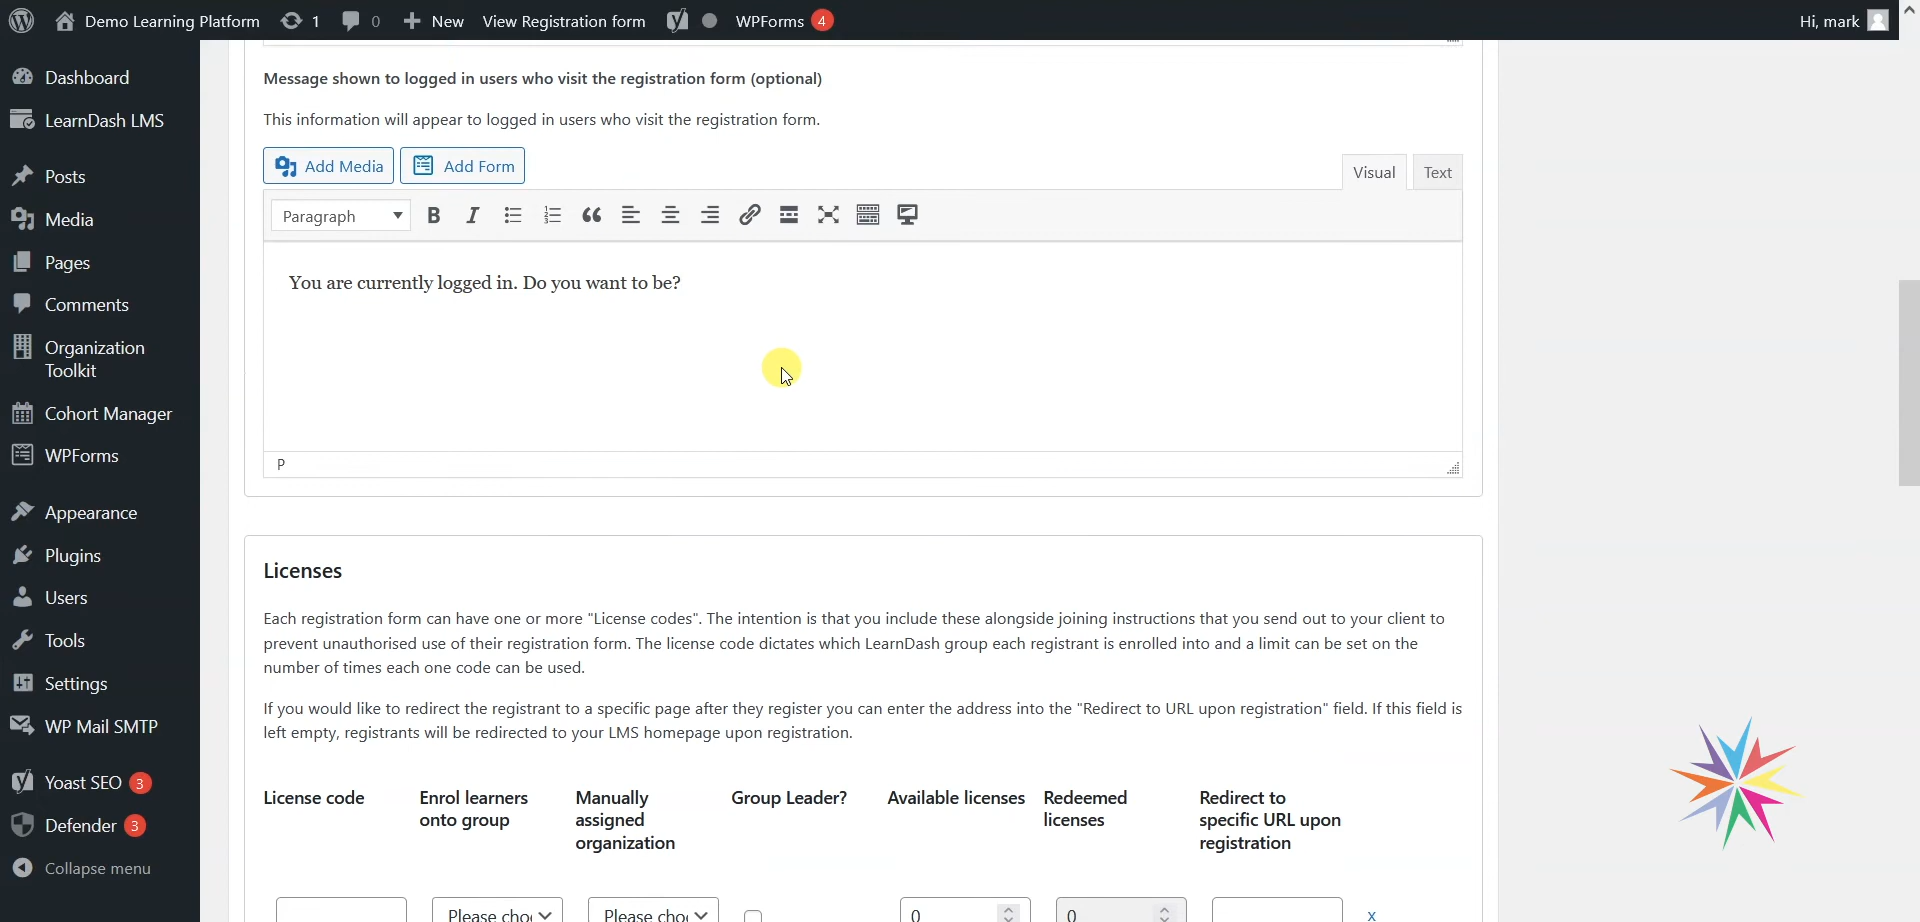 Demo Learning Platform 1 0 New View Registration form WPForms 4 Hi, mark
Dashboard
LearnDash LMS
Posts
Media
Pages
Comments
Organization
Toolkit
Cohort Manager
WPForms
Appearance
Plugins
Users
Tools
Settings
WP Mail SMTP
Yoast SEO 3
Defender 3
Collapse menu
Message shown to logged in users who visit the registration form (optional)
This information will appear to logged in users who visit the registration form.
Add Media Add Form Visual Text
Paragraph
You are currently logged in. Do you want to be?
P
Licenses
Each registration form can have one or more "License codes". The intention is that you include these alongside joining instructions that you send out to your client to
prevent unauthorised use of their registration form. The license code dictates which LearnDash group each registrant is enrolled into and a limit can be set on the
number of times each one code can be used.
If you would like to redirect the registrant to a specific page after they register you can enter the address into the "Redirect to URL upon registration" field. If this field is
left empty, registrants will be redirected to your LMS homepage upon registration.
License code
Enrol learners
onto group
Manually
assigned
organization
Group Leader?
Available licenses
Redeemed
licenses
Redirect to
specific URL upon
registration
Please cho Please cho 0 0 x